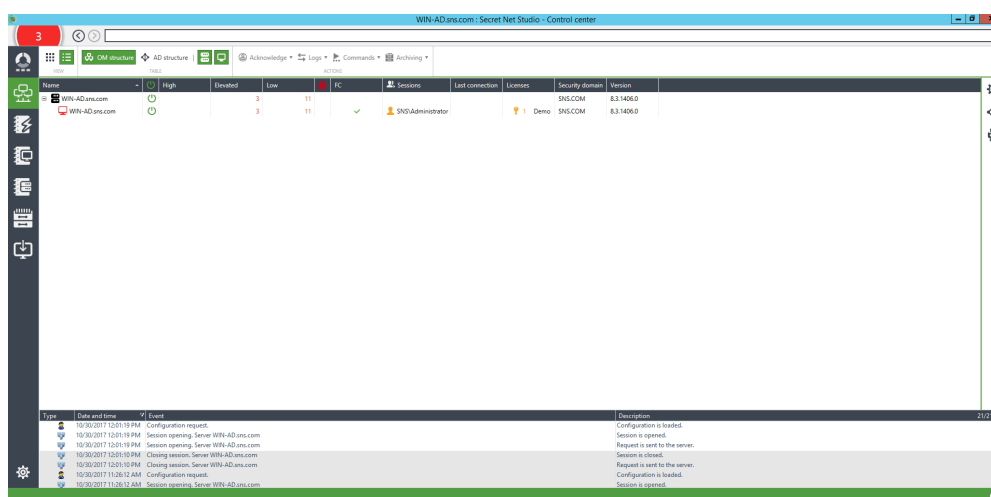 WIN-AD.sns.com : Secret Net Studio - Control center
3
OM structure AD structure Acknowledge Logs Commands Archiving
VIEW TABLE ACTIONS
Name High Elevated Low FC Sessions Last connection Licenses Security domain Version
WIN-AD.sns.com 3 11 SNS.COM 8.3.1406.0
WIN-AD.sns.com 3 11 SNS\Administrator 1 Demo SNS.COM 8.3.1406.0
Type Date and time Event Description 21/2
10/30/2017 12:01:19 PM Configuration request. Configuration is loaded.
10/30/2017 12:01:19 PM Session opening. Server WIN-AD.sns.com Session is opened.
10/30/2017 12:01:19 PM Session opening. Server WIN-AD.sns.com Request is sent to the server.
10/30/2017 12:01:10 PM Closing session. Server WIN-AD.sns.com Session is closed.
10/30/2017 12:01:10 PM Closing session. Server WIN-AD.sns.com Request is sent to the server.
10/30/2017 11:26:12 AM Configuration request. Configuration is loaded.
10/30/2017 11:26:12 AM Session opening. Server WIN-AD.sns.com Session is opened.